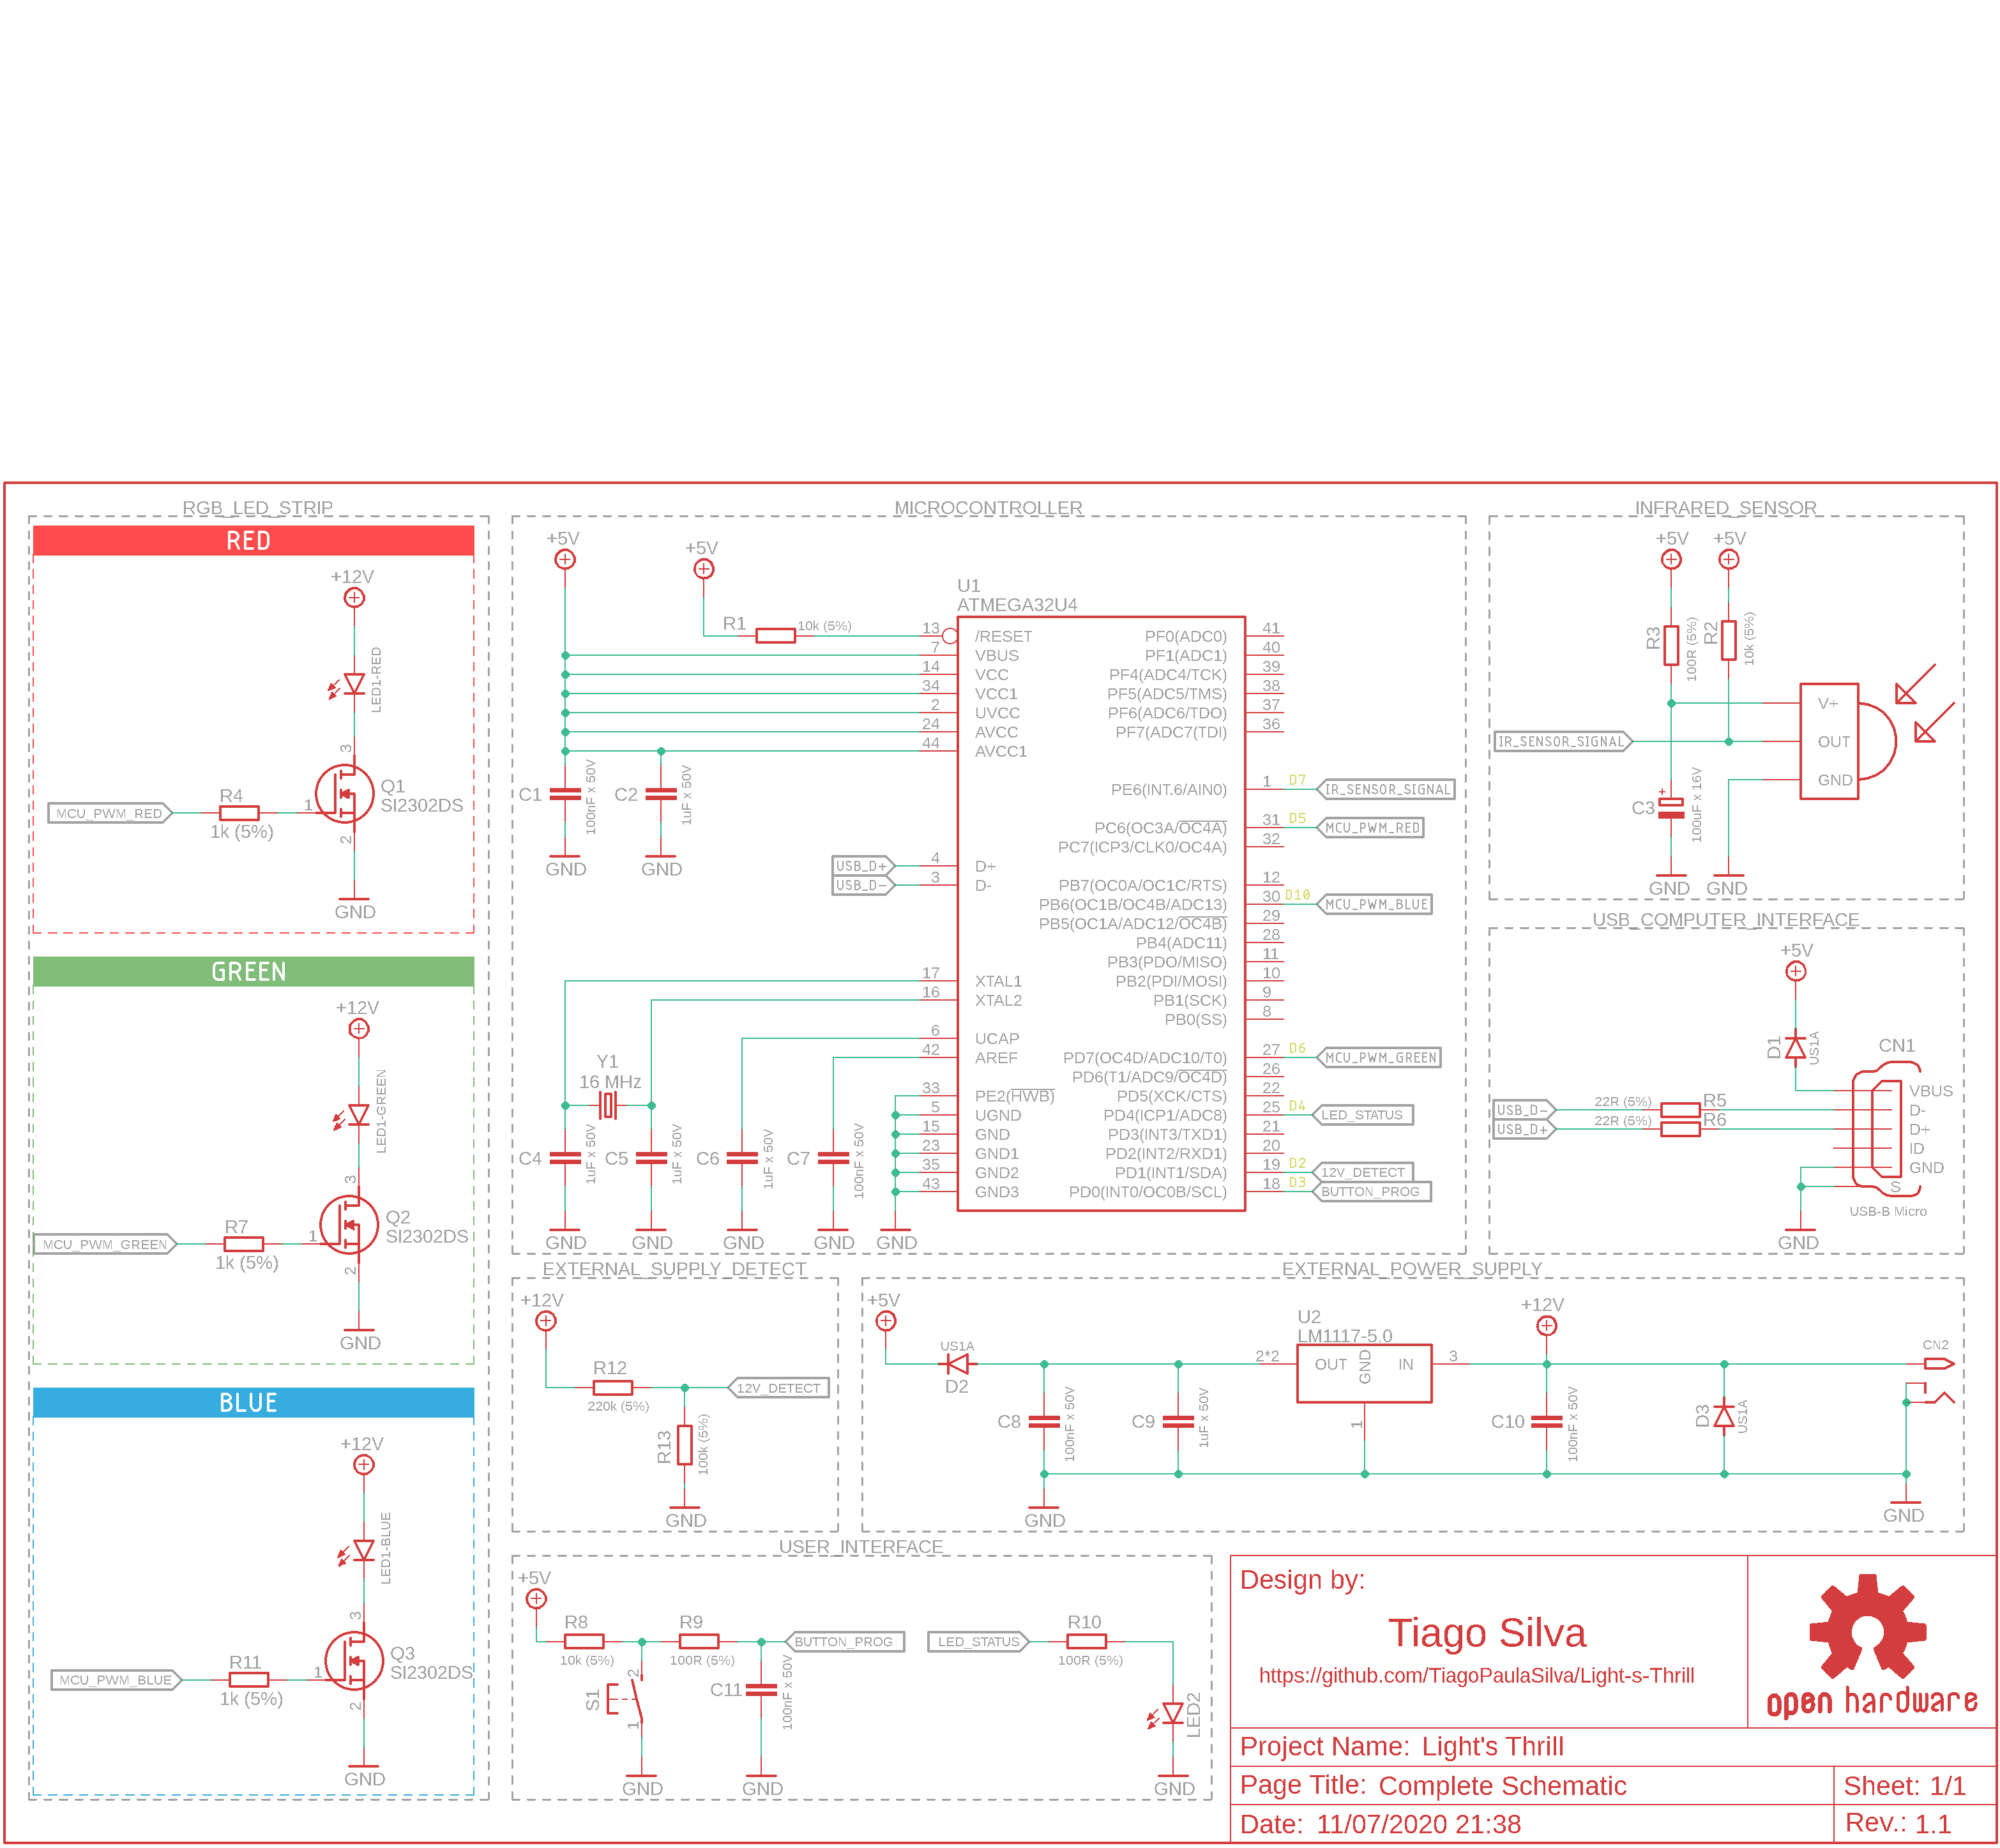 RGB_LED_STRIP
RED
+12V
LED1-RED
3
Q1
SI2302DS
MCU_PWM_RED
R4
1k (5%)
1
2
GND
GREEN
+12V
LED1-GREEN
3
Q2
SI2302DS
MCU_PWM_GREEN
R7
1k (5%)
1
2
GND
BLUE
+12V
LED1-BLUE
3
Q3
SI2302DS
MCU_PWM_BLUE
R11
1k (5%)
1
2
GND
MICROCONTROLLER
+5V
+5V
R1
10k (5%)
U1
ATMEGA32U4
13 /RESET
7 VBUS
14 VCC
34 VCC1
2 UVCC
24 AVCC
44 AVCC1
C1
100nF x 50V
C2
1uF x 50V
GND
GND
USB_D+ 4 D+
USB_D- 3 D-
17 XTAL1
16 XTAL2
6 UCAP
42 AREF
33 PE2(HWB)
5 UGND
15 GND
23 GND1
35 GND2
43 GND3
Y1
16 MHz
C4
1uF x 50V
C5
1uF x 50V
C6
1uF x 50V
C7
100nF x 50V
GND
GND
GND
GND
GND
PF0(ADC0) 41
PF1(ADC1) 40
PF4(ADC4/TCK) 39
PF5(ADC5/TMS) 38
PF6(ADC6/TDO) 37
PF7(ADC7(TDI) 36
PE6(INT.6/AIN0) 1 D7 IR_SENSOR_SIGNAL
PC6(OC3A/OC4A) 31 D5 MCU_PWM_RED
PC7(ICP3/CLK0/OC4A) 32
PB7(OC0A/OC1C/RTS) 12
PB6(OC1B/OC4B/ADC13) 30 D10 MCU_PWM_BLUE
PB5(OC1A/ADC12/OC4B) 29
PB4(ADC11) 28
PB3(PDO/MISO) 11
PB2(PDI/MOSI) 10
PB1(SCK) 9
PB0(SS) 8
PD7(OC4D/ADC10/T0) 27 D6 MCU_PWM_GREEN
PD6(T1/ADC9/OC4D) 26
PD5(XCK/CTS) 22
PD4(ICP1/ADC8) 25 D4 LED_STATUS
PD3(INT3/TXD1) 21
PD2(INT2/RXD1) 20
PD1(INT1/SDA) 19 D2 12V_DETECT
PD0(INT0/OC0B/SCL) 18 D3 BUTTON_PROG
INFRARED_SENSOR
+5V
+5V
R3
100R (5%)
R2
10k (5%)
V+
OUT
GND
IR_SENSOR_SIGNAL
+
C3
100uF x 16V
GND
GND
USB_COMPUTER_INTERFACE
+5V
D1
US1A
CN1
VBUS
D-
D+
ID
GND
S
USB-B Micro
USB_D- 22R (5%) R5
USB_D+ 22R (5%) R6
GND
EXTERNAL_SUPPLY_DETECT
+12V
R12
220k (5%)
12V_DETECT
R13
100k (5%)
GND
EXTERNAL_POWER_SUPPLY
+5V
US1A
D2
C8
100nF x 50V
C9
1uF x 50V
U2
LM1117-5.0
2*2
OUT
GND
IN
3
1
+12V
C10
100nF x 50V
D3
US1A
CN2
GND
GND
USER_INTERFACE
+5V
R8
10k (5%)
R9
100R (5%)
BUTTON_PROG
S1
2
1
C11
100nF x 50V
GND
GND
LED_STATUS
R10
100R (5%)
LED2
GND
Design by:
Tiago Silva
https://github.com/TiagoPaulaSilva/Light-s-Thrill
open hardware
Project Name: Light's Thrill
Page Title: Complete Schematic
Sheet: 1/1
Date: 11/07/2020 21:38
Rev.: 1.1